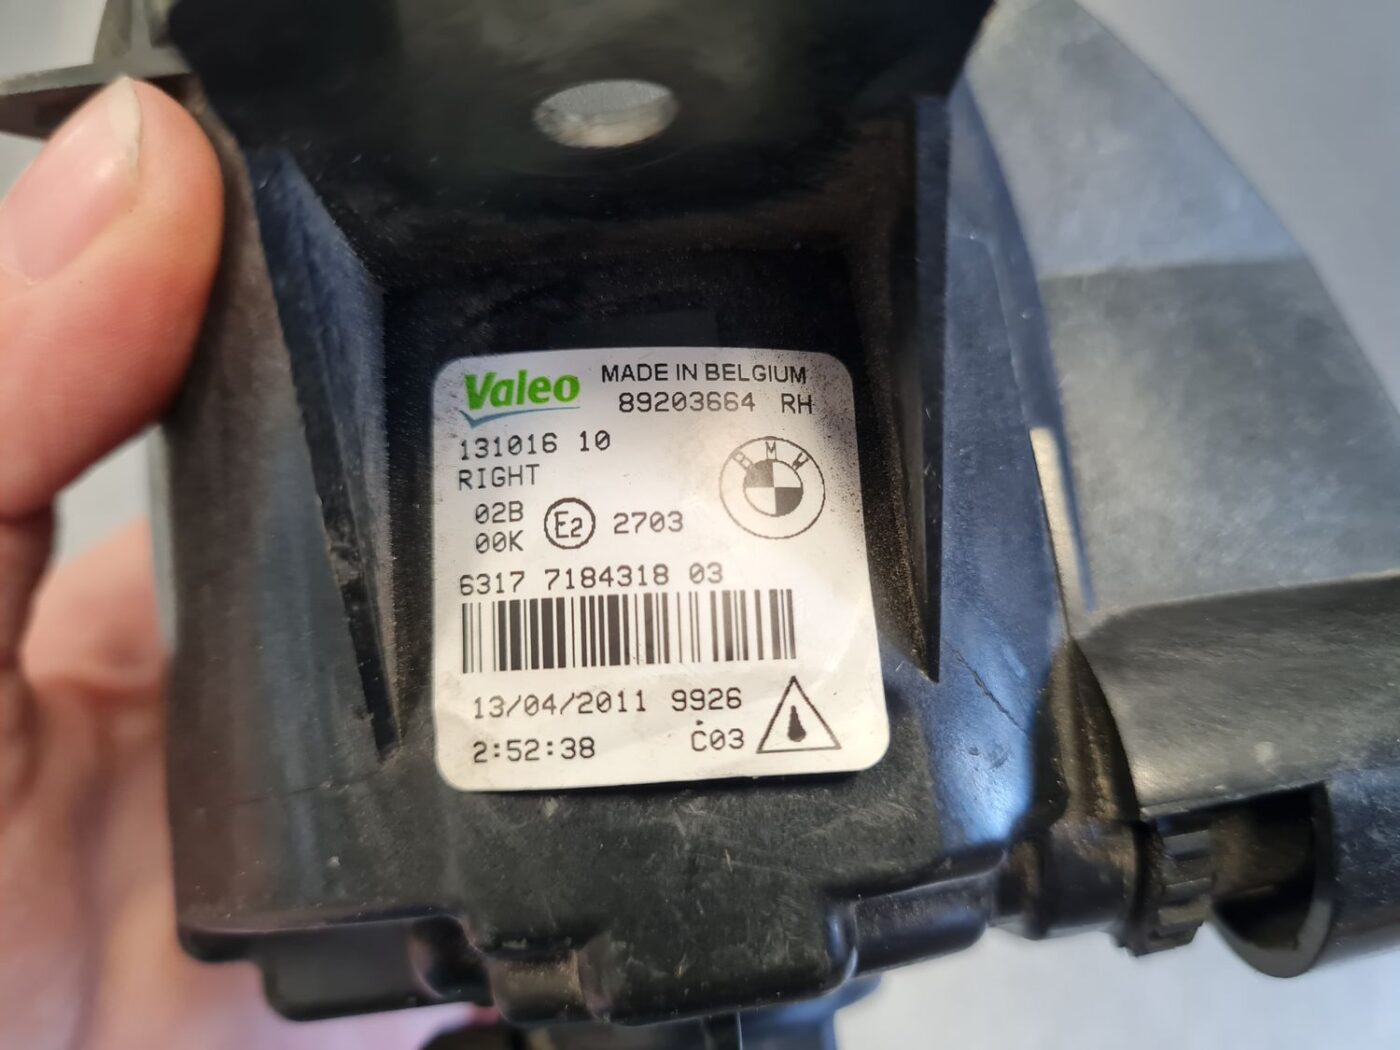 Valeo MADE IN BELGIUM
89203664 RH
131016 10
RIGHT
BMW
02B
00K
E2 2703
6317 7184318 03
13/04/2011 9926
2:52:38 C03